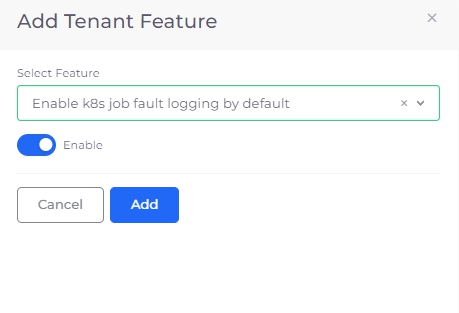 Add Tenant Feature
Select Feature
Enable k8s job fault logging by default
Enable
Cancel
Add